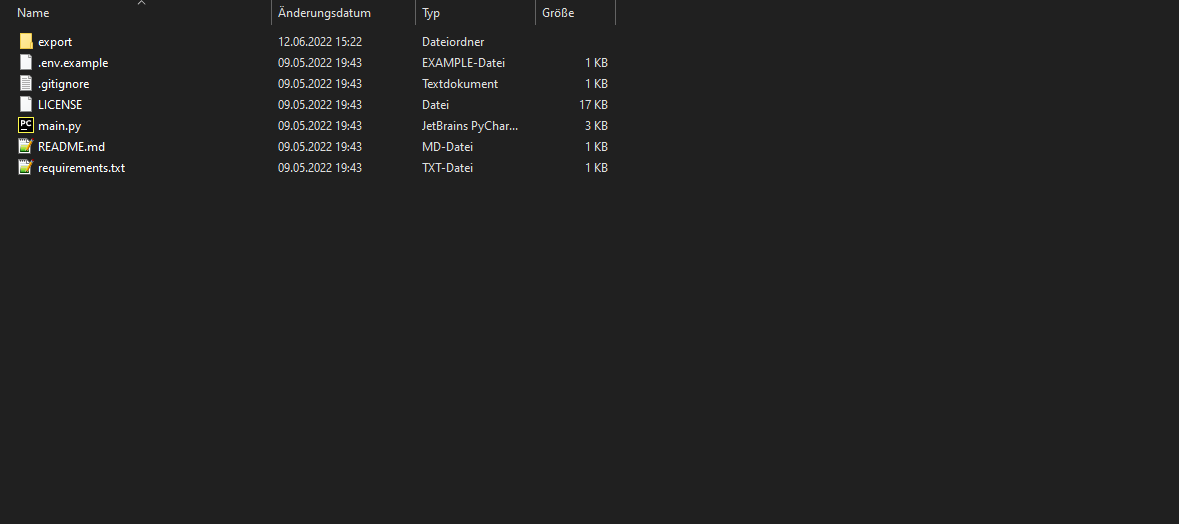 Name Änderungsdatum Typ Größe
export 12.06.2022 15:22 Dateiordner
.env.example 09.05.2022 19:43 EXAMPLE-Datei 1 KB
.gitignore 09.05.2022 19:43 Textdokument 1 KB
LICENSE 09.05.2022 19:43 Datei 17 KB
PC main.py 09.05.2022 19:43 JetBrains PyChar... 3 KB
README.md 09.05.2022 19:43 MD-Datei 1 KB
requirements.txt 09.05.2022 19:43 TXT-Datei 1 KB